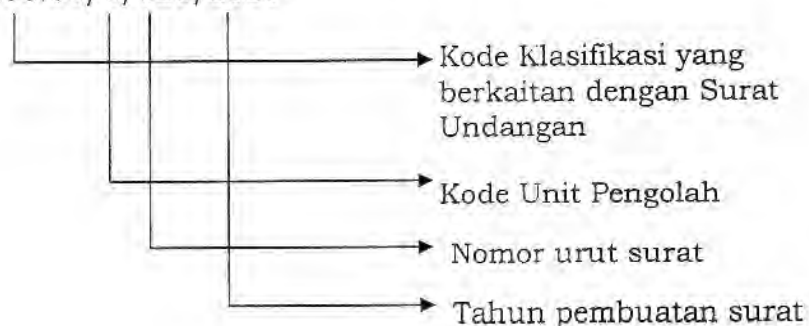 Kode Klasifikasi yang
berkaitan dengan Surat
Undangan
Kode Unit Pengolah
Nomor urut surat
Tahun pembuatan surat